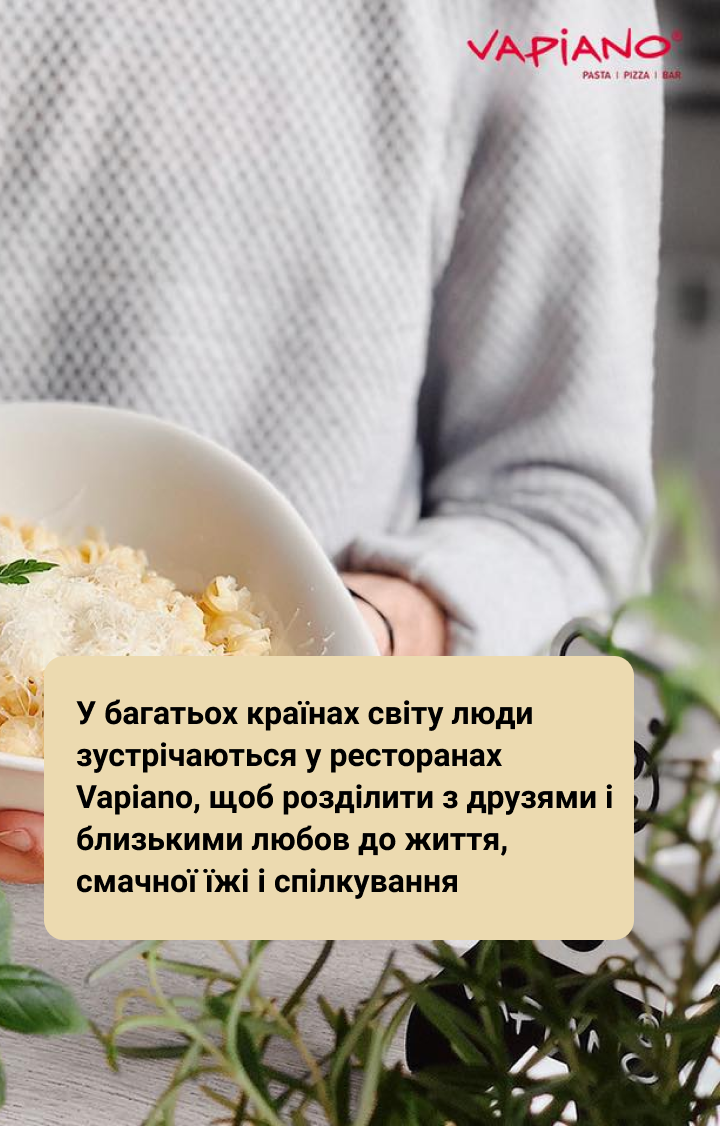 VAPIANO®
PASTA | PIZZA | BAR
У багатьох країнах світу люди
зустрічаються у ресторанах
Vapiano, щоб розділити з друзями і
близькими любов до життя,
смачної їжі і спілкування